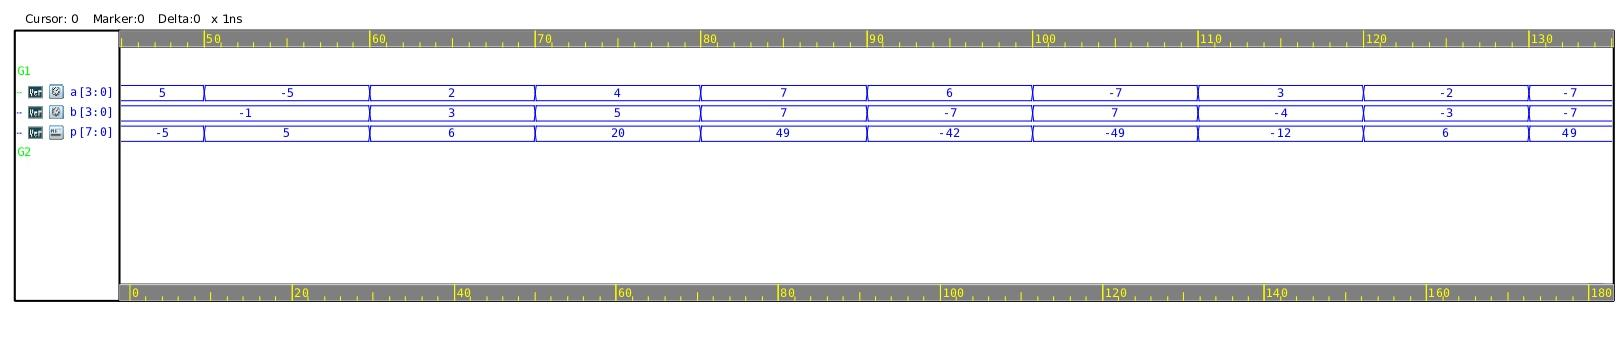 Cursor: 0 Marker:0 Delta:0 x 1ns
50 60 70 80 90 100 110 120 130
G1
a[3:0] 5 -5 2 4 7 6 -7 3 -2 -7
b[3:0] -1 3 5 7 -7 7 -4 -3 -7
p[7:0] -5 5 6 20 49 -42 -49 -12 6 49
G2
0 20 40 60 80 100 120 140 160 180